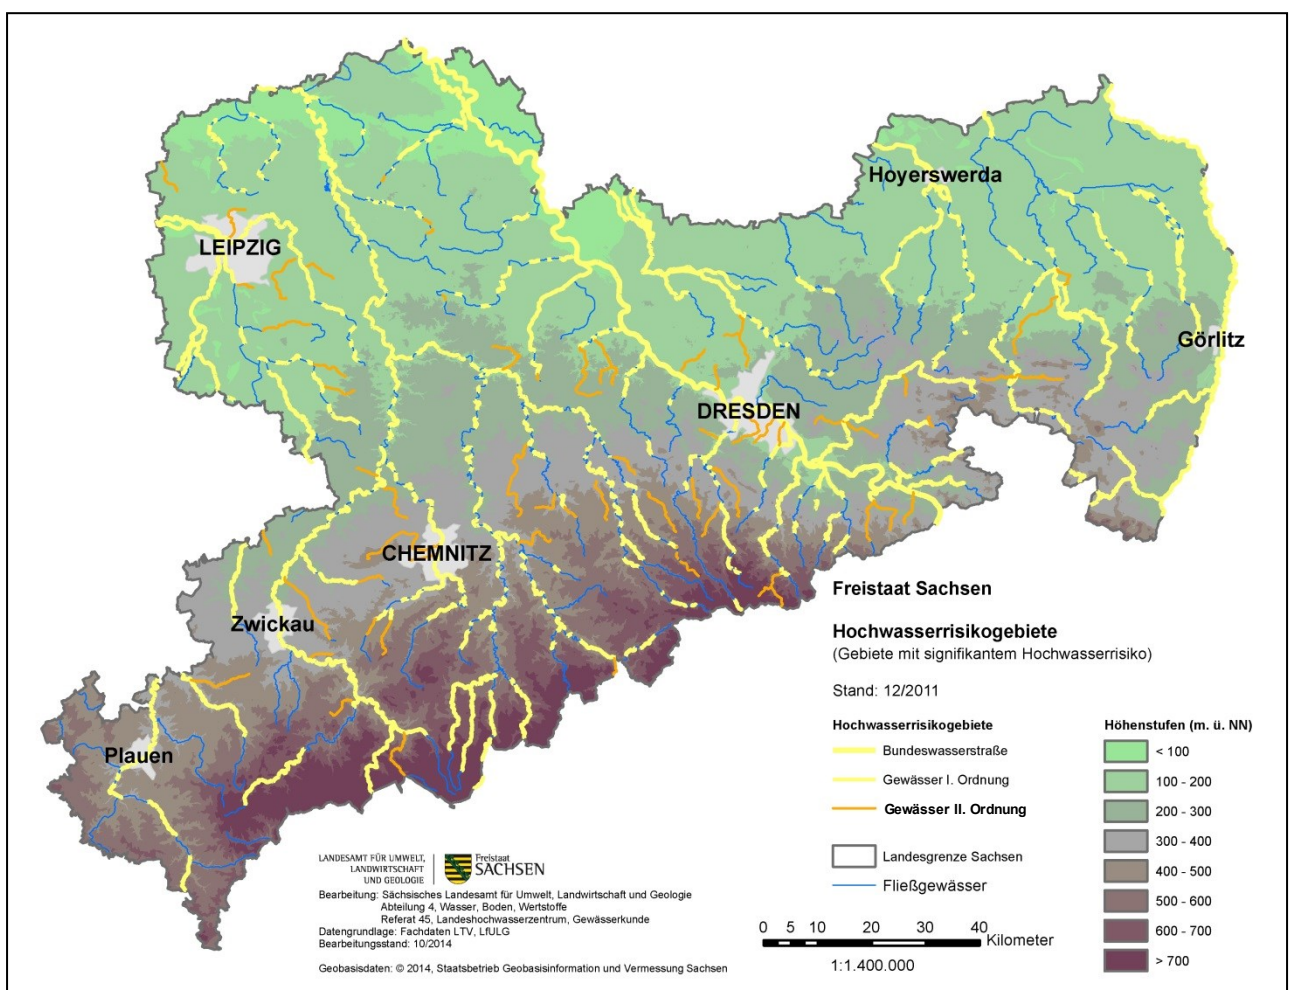 Hoyerswerda
LEIPZIG
Görlitz
DRESDEN
CHEMNITZ
Zwickau
Plauen
Freistaat Sachsen
Hochwasserrisikogebiete
(Gebiete mit signifikantem Hochwasserrisiko)
Stand: 12/2011
Hochwasserrisikogebiete
Bundeswasserstraße
Gewässer I. Ordnung
Gewässer II. Ordnung
Landesgrenze Sachsen
Fließgewässer
Höhenstufen (m. ü. NN)
< 100
100 - 200
200 - 300
300 - 400
400 - 500
500 - 600
600 - 700
> 700
0 5 10 20 30 40
Kilometer
1:1.400.000
LANDESAMT FÜR UMWELT,
LANDWIRTSCHAFT
UND GEOLOGIE
Freistaat
SACHSEN
Bearbeitung: Sächsisches Landesamt für Umwelt, Landwirtschaft und Geologie
Abteilung 4, Wasser, Boden, Wertstoffe
Referat 45, Landeshochwasserzentrum, Gewässerkunde
Datengrundlage: Fachdaten LTV, LfULG
Bearbeitungsstand: 10/2014
Geobasisdaten: © 2014, Staatsbetrieb Geobasisinformation und Vermessung Sachsen